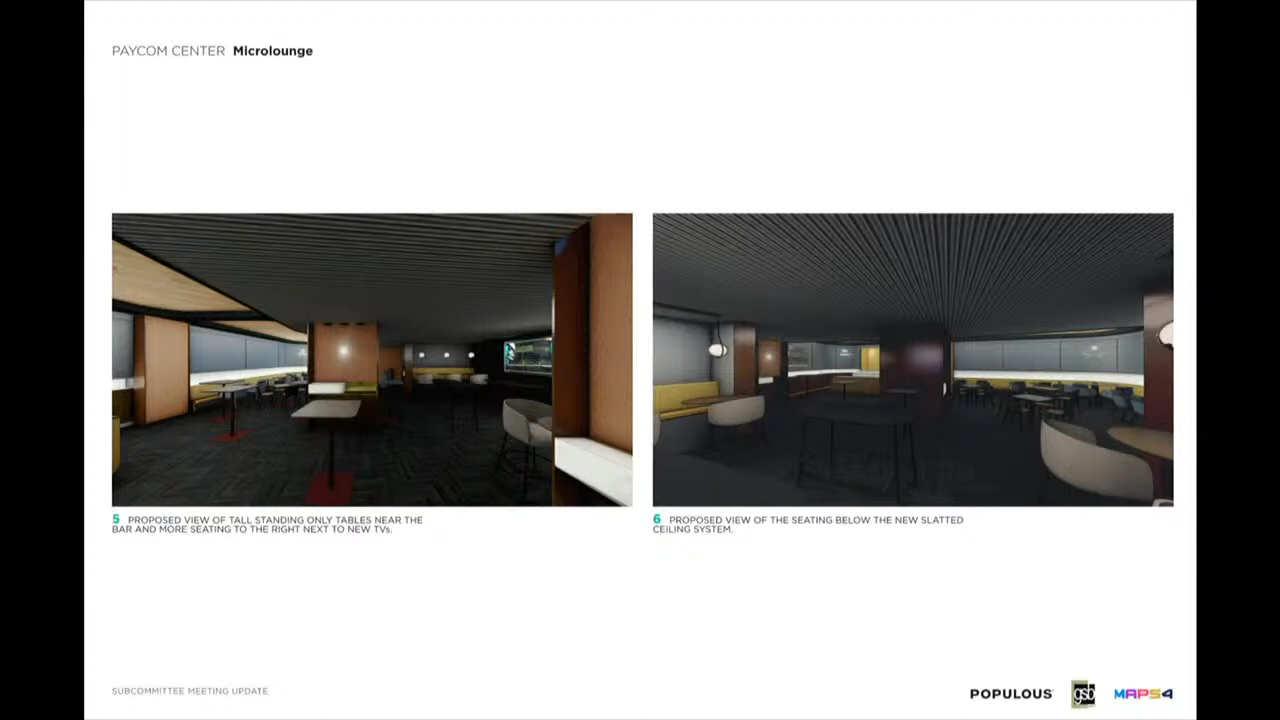 PAYCOM CENTER Microlounge
5 PROPOSED VIEW OF TALL STANDING ONLY TABLES NEAR THE
BAR AND MORE SEATING TO THE RIGHT NEXT TO NEW TVs.
6 PROPOSED VIEW OF THE SEATING BELOW THE NEW SLATTED
CEILING SYSTEM.
SUBCOMMITTEE MEETING UPDATE
POPULOUS
gsb
MAPS4